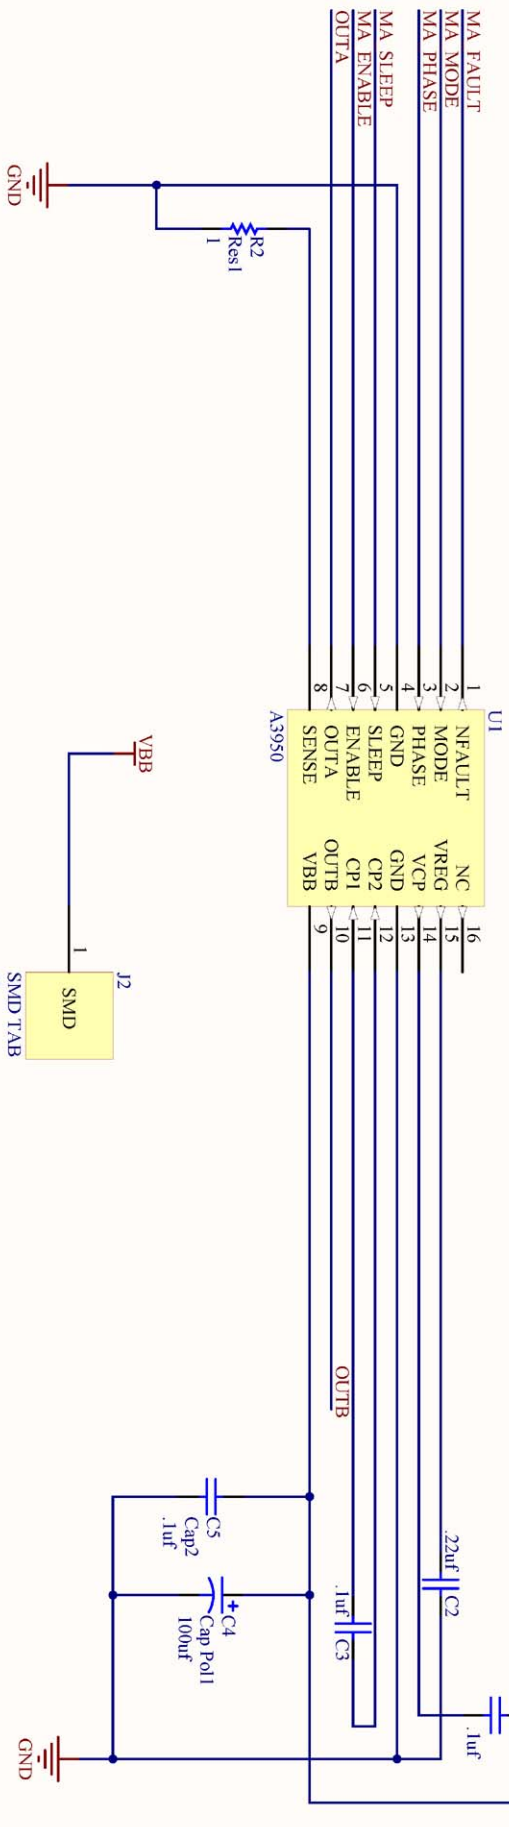 MA FAULT
MA MODE
MA PHASE
MA SLEEP
MA ENABLE
OUTA
GND
R2
Res1
1
U1
A3950
1
2
3
4
5
6
7
8
NFAULT
MODE
PHASE
GND
SLEEP
ENABLE
OUTA
SENSE
NC
VREG
VCP
GND
CP2
CP1
OUTB
VBB
16
15
14
13
12
11
10
9
VBB
1
J2
SMD
SMD TAB
OUTB
C5
Cap2
.1uf
C4
Cap Pol1
100uf
.22uf
C2
.1uf
C3
.1uf
GND